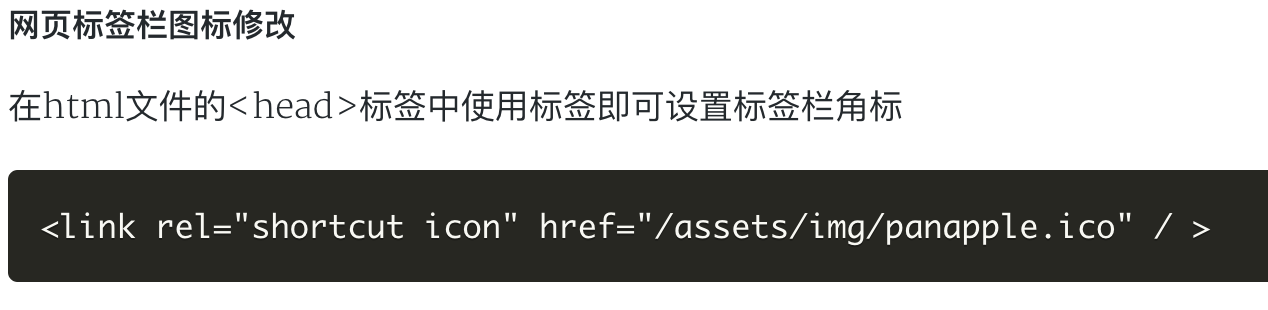 网页标签栏图标修改
在html文件的<head>标签中使用标签即可设置标签栏角标
<link rel="shortcut icon" href="/assets/img/panapple.ico" / >